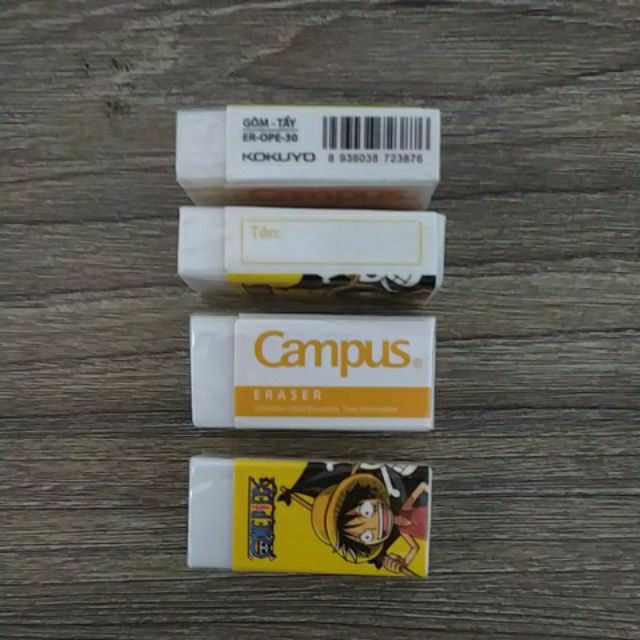 GÔM - TẨY
ER-OPE-30
KOKUYO
8 936038 723876
Tên:
Campus®
ERASER
ONE PIECE